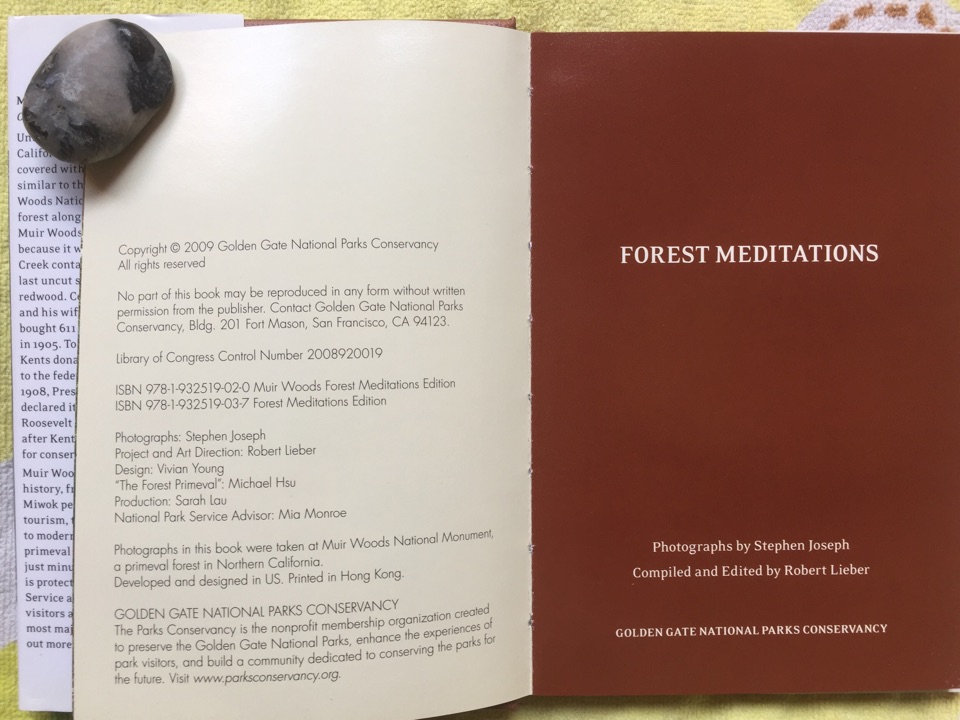 Un
Califor
covered with
similar to th
Woods Natio
forest along
Muir Woods
because it w
Creek conta
last uncut s
redwood. C
and his wif
bought 611
in 1905. To
Kents dona
to the fede
1908, Pres
declared it
Roosevelt
after Kent
for conser
Muir Woo
history, fr
Miwok pe
tourism,
to modern
primeval
just minu
is protect
Service a
visitors a
most maj
out more
Copyright © 2009 Golden Gate National Parks Conservancy
All rights reserved
No part of this book may be reproduced in any form without written
permission from the publisher. Contact Golden Gate National Parks
Conservancy, Bldg. 201 Fort Mason, San Francisco, CA 94123.
Library of Congress Control Number 2008920019
ISBN 978-1-932519-02-0 Muir Woods Forest Meditations Edition
ISBN 978-1-932519-03-7 Forest Meditations Edition
Photographs: Stephen Joseph
Project and Art Direction: Robert Lieber
Design: Vivian Young
“The Forest Primeval”: Michael Hsu
Production: Sarah Lau
National Park Service Advisor: Mia Monroe
Photographs in this book were taken at Muir Woods National Monument,
a primeval forest in Northern California.
Developed and designed in US. Printed in Hong Kong.
GOLDEN GATE NATIONAL PARKS CONSERVANCY
The Parks Conservancy is the nonprofit membership organization created
to preserve the Golden Gate National Parks, enhance the experiences of
park visitors, and build a community dedicated to conserving the parks for
the future. Visit www.parksconservancy.org.
FOREST MEDITATIONS
Photographs by Stephen Joseph
Compiled and Edited by Robert Lieber
GOLDEN GATE NATIONAL PARKS CONSERVANCY